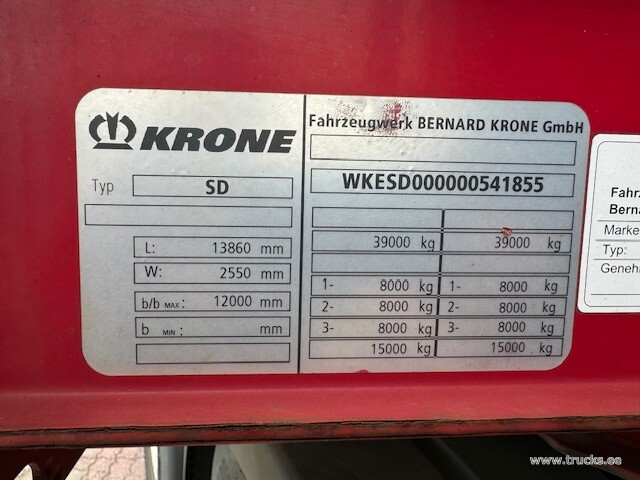 KRONE
Typ SD
L: 13860 mm
W: 2550 mm
b/b MAX: 12000 mm
b MIN: mm
Fahrzeugwerk BERNARD KRONE GmbH
WKESD000000541855
39000 kg 39000 kg
1- 8000 kg 1- 8000 kg
2- 8000 kg 2- 8000 kg
3- 8000 kg 3- 8000 kg
15000 kg 15000 kg
Fahrz
Berna
Marke
Typ:
Geneh
www.trucks.ee